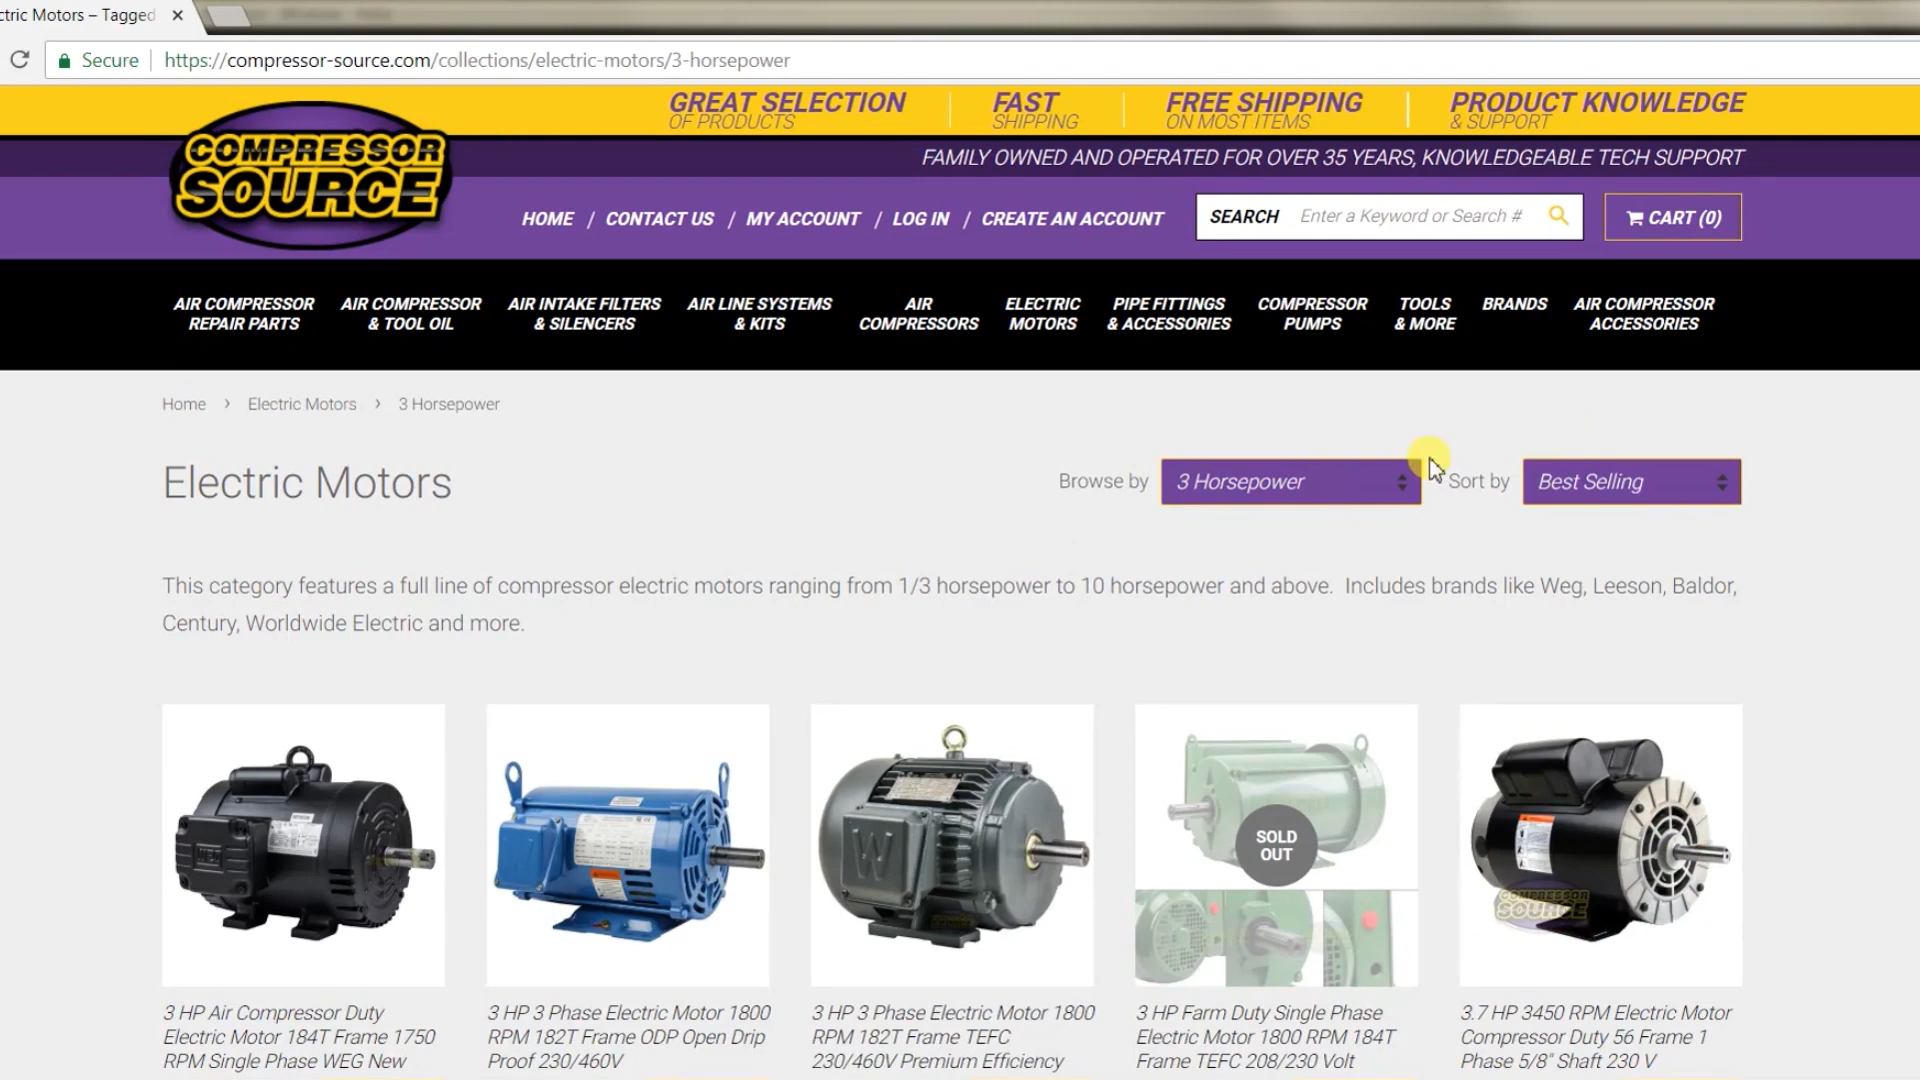 ctric Motors – Tagged
Secure
https://compressor-source.com/collections/electric-motors/3-horsepower
GREAT SELECTION
OF PRODUCTS
FAST
SHIPPING
FREE SHIPPING
ON MOST ITEMS
PRODUCT KNOWLEDGE
& SUPPORT
COMPRESSOR
SOURCE
FAMILY OWNED AND OPERATED FOR OVER 35 YEARS, KNOWLEDGEABLE TECH SUPPORT
HOME / CONTACT US / MY ACCOUNT / LOG IN / CREATE AN ACCOUNT
SEARCH Enter a Keyword or Search #
CART (0)
AIR COMPRESSOR
REPAIR PARTS
AIR COMPRESSOR
& TOOL OIL
AIR INTAKE FILTERS
& SILENCERS
AIR LINE SYSTEMS
& KITS
AIR
COMPRESSORS
ELECTRIC
MOTORS
PIPE FITTINGS
& ACCESSORIES
COMPRESSOR
PUMPS
TOOLS
& MORE
BRANDS
AIR COMPRESSOR
ACCESSORIES
Home › Electric Motors › 3 Horsepower
Electric Motors
Browse by
3 Horsepower
Sort by
Best Selling
This category features a full line of compressor electric motors ranging from 1/3 horsepower to 10 horsepower and above. Includes brands like Weg, Leeson, Baldor,
Century, Worldwide Electric and more.
W
SOLD
OUT
COMPRESSOR
SOURCE
3 HP Air Compressor Duty
Electric Motor 184T Frame 1750
RPM Single Phase WEG New
3 HP 3 Phase Electric Motor 1800
RPM 182T Frame ODP Open Drip
Proof 230/460V
3 HP 3 Phase Electric Motor 1800
RPM 182T Frame TEFC
230/460V Premium Efficiency
3 HP Farm Duty Single Phase
Electric Motor 1800 RPM 184T
Frame TEFC 208/230 Volt
3.7 HP 3450 RPM Electric Motor
Compressor Duty 56 Frame 1
Phase 5/8" Shaft 230 V